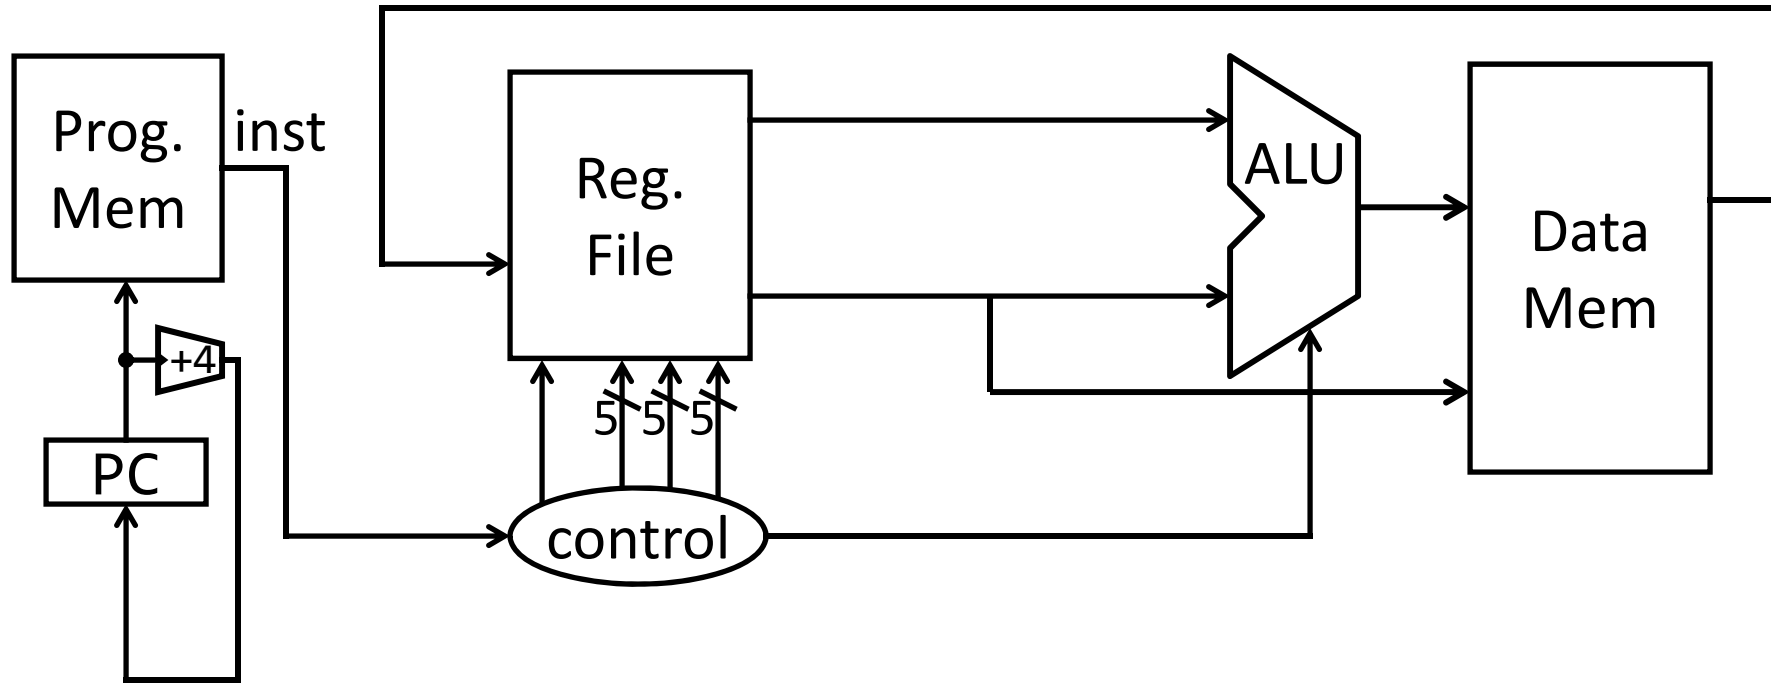 Prog.
Mem
inst
+4
PC
Reg.
File
5 5 5
control
ALU
Data
Mem